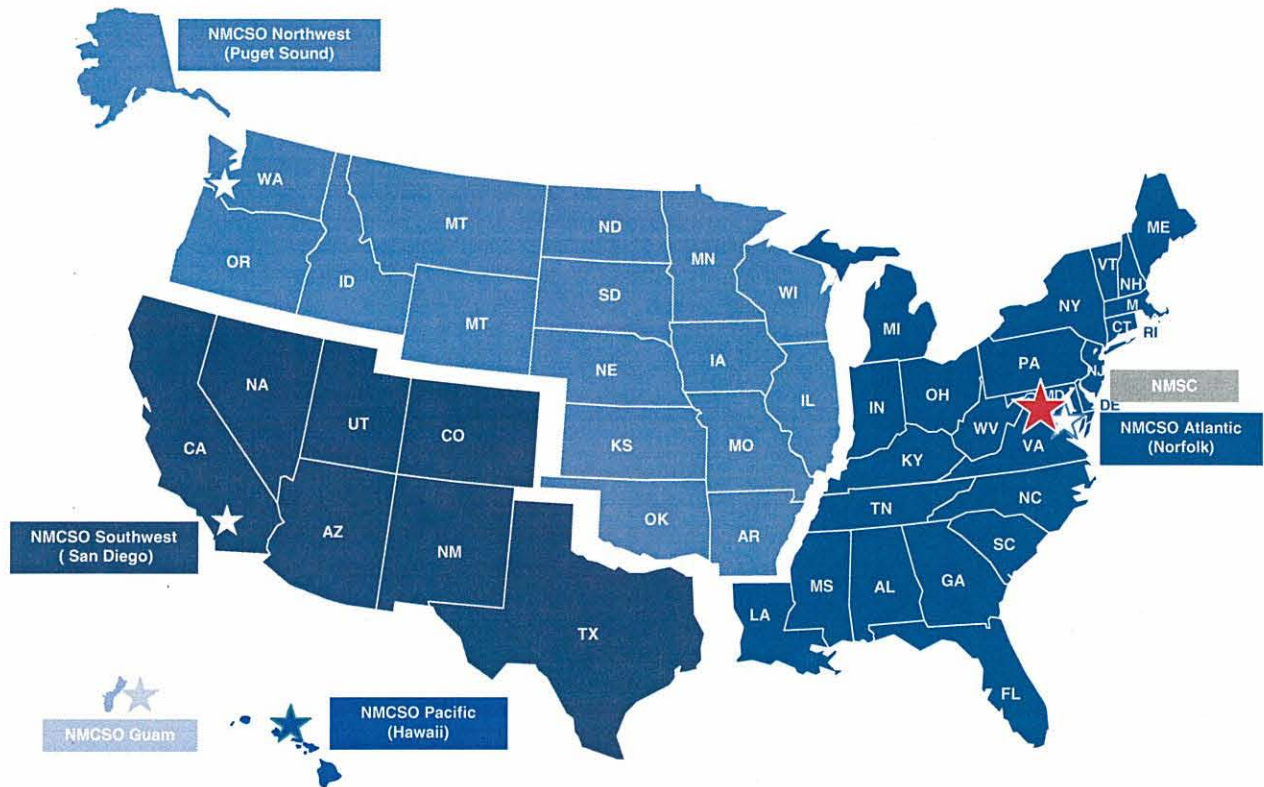 NMCSO Northwest
(Puget Sound)
WA
MT
ND
MN
ME
OR
ID
SD
WI
VT
NH
NY
M
MT
MI
CT
RI
IA
PA
NE
NJ
NMSC
NA
IL
IN
OH
MD
DE
UT
CO
WV
NMCSO Atlantic
(Norfolk)
CA
KS
MO
VA
KY
NC
TN
OK
NMCSO Southwest
( San Diego)
AZ
NM
AR
SC
MS
AL
GA
LA
TX
FL
NMCSO Guam
NMCSO Pacific
(Hawaii)